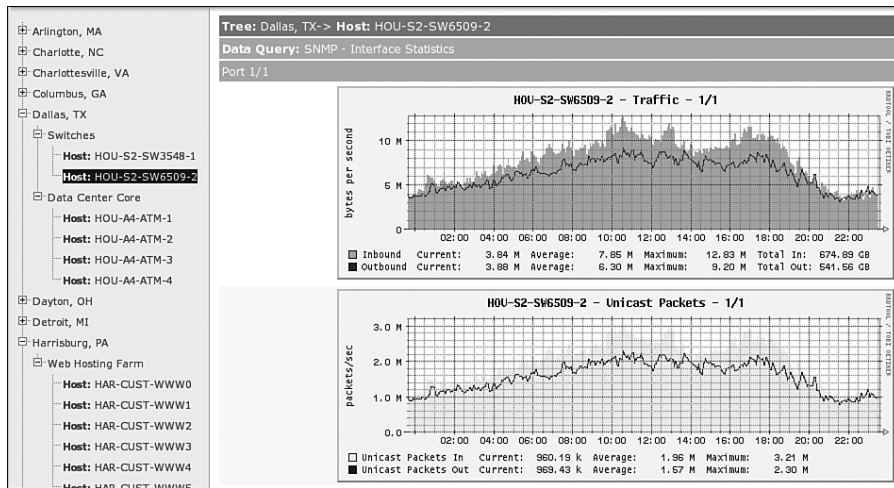 Arlington, MA
Charlotte, NC
Charlottesville, VA
Columbus, GA
Dallas, TX
Switches
Host: HOU-S2-SW3548-1
Host: HOU-S2-SW6509-2
Data Center Core
Host: HOU-A4-ATM-1
Host: HOU-A4-ATM-2
Host: HOU-A4-ATM-3
Host: HOU-A4-ATM-4
Dayton, OH
Detroit, MI
Harrisburg, PA
Web Hosting Farm
Host: HAR-CUST-WWW0
Host: HAR-CUST-WWW1
Host: HAR-CUST-WWW2
Host: HAR-CUST-WWW3
Host: HAR-CUST-WWW4
Host: HAR-CUST-WWW5
Tree: Dallas, TX-> Host: HOU-S2-SW6509-2
Data Query: SNMP - Interface Statistics
Port 1/1
HOU-S2-SW6509-2 - Traffic - 1/1
RRDTOOL / TOBI OETIKER
bytes per second
10 M
5 M
0
02:00 04:00 06:00 08:00 10:00 12:00 14:00 16:00 18:00 20:00 22:00
Inbound Current: 3.84 M Average: 7.85 M Maximum: 12.83 M Total In: 674.89 GB
Outbound Current: 3.88 M Average: 6.30 M Maximum: 9.20 M Total Out: 541.56 GB
HOU-S2-SW6509-2 - Unicast Packets - 1/1
RRDTOOL / TOBI OETIKER
packets/sec
3.0 M
2.0 M
1.0 M
0.0
02:00 04:00 06:00 08:00 10:00 12:00 14:00 16:00 18:00 20:00 22:00
Unicast Packets In Current: 960.19 k Average: 1.96 M Maximum: 3.21 M
Unicast Packets Out Current: 969.43 k Average: 1.57 M Maximum: 2.30 M